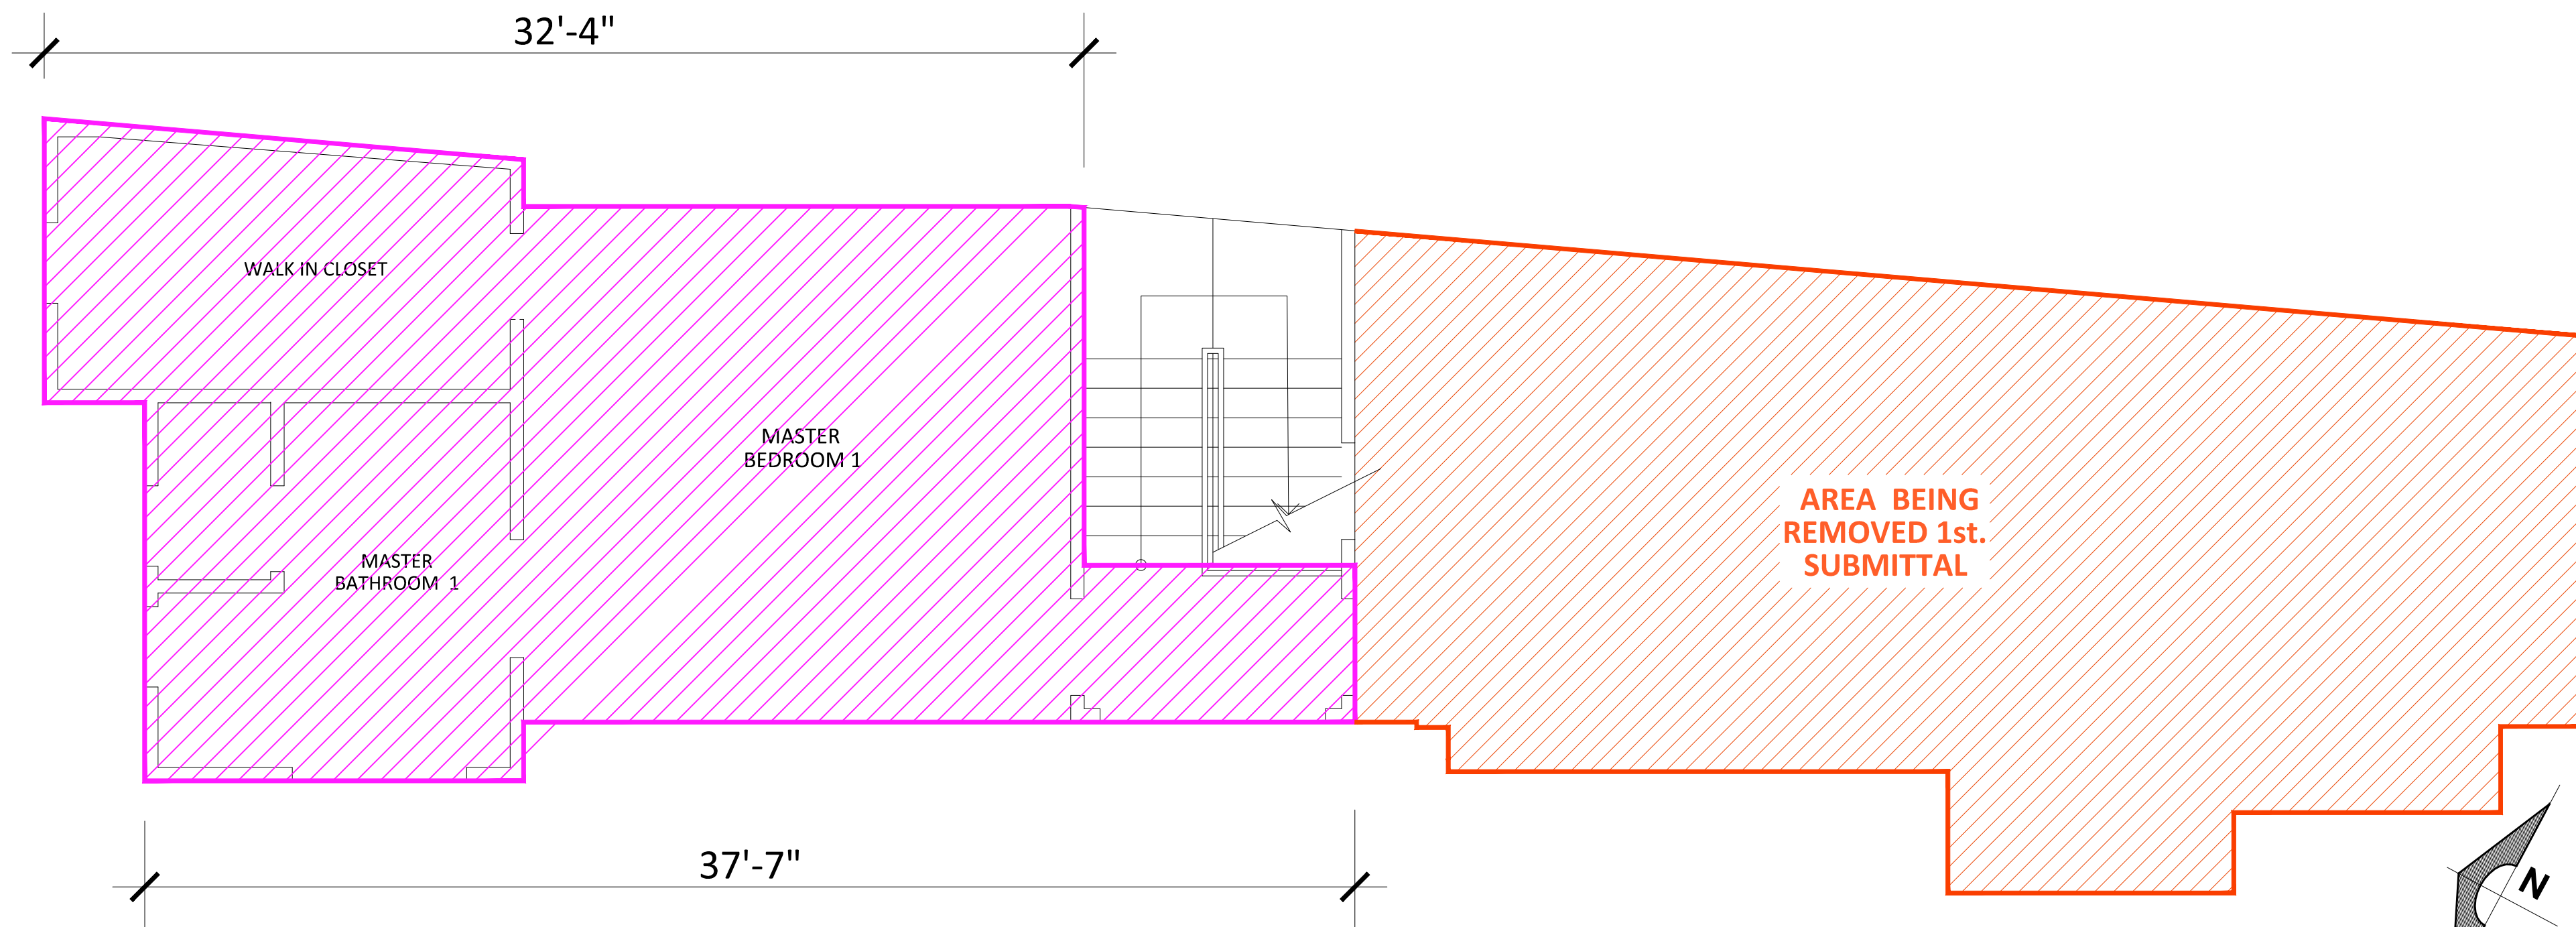 32'-4"
WALK IN CLOSET
MASTER
BEDROOM 1
MASTER
BATHROOM 1
AREA BEING
REMOVED 1st.
SUBMITTAL
37'-7"
N